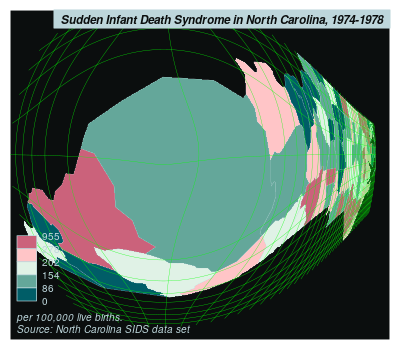 Sudden Infant Death Syndrome in North Carolina, 1974-1978
955
202
154
86
0
per 100,000 live births.
Source: North Carolina SIDS data set